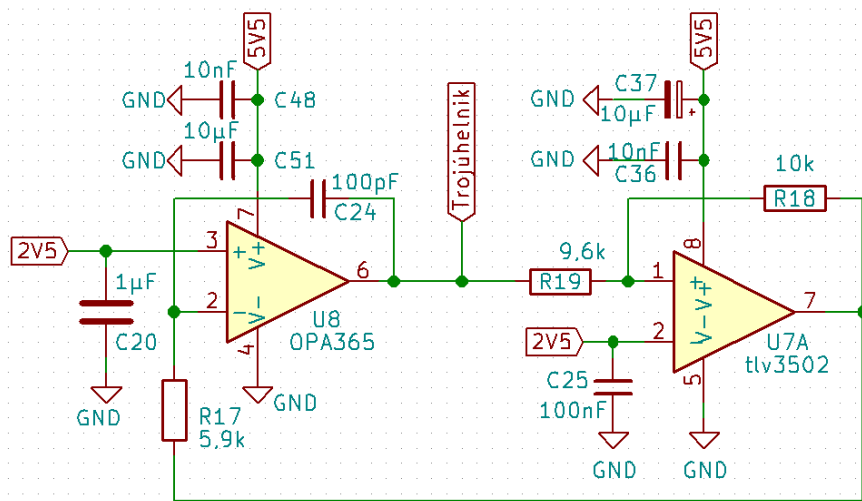 5V5
10nF
GND
C48
10µF
GND
C51
100pF
C24
Trojúhelnik
5V5
C37
GND
10µF
+
10nF
GND
C36
10k
R18
2V5
3
+
7
V+
1µF
C20
2
-
V-
4
6
U8
OPA365
GND
GND
R17
5,9k
9,6k
R19
1
+
8
V+
2V5
2
-
V-
5
7
U7A
tlv3502
C25
100nF
GND
GND